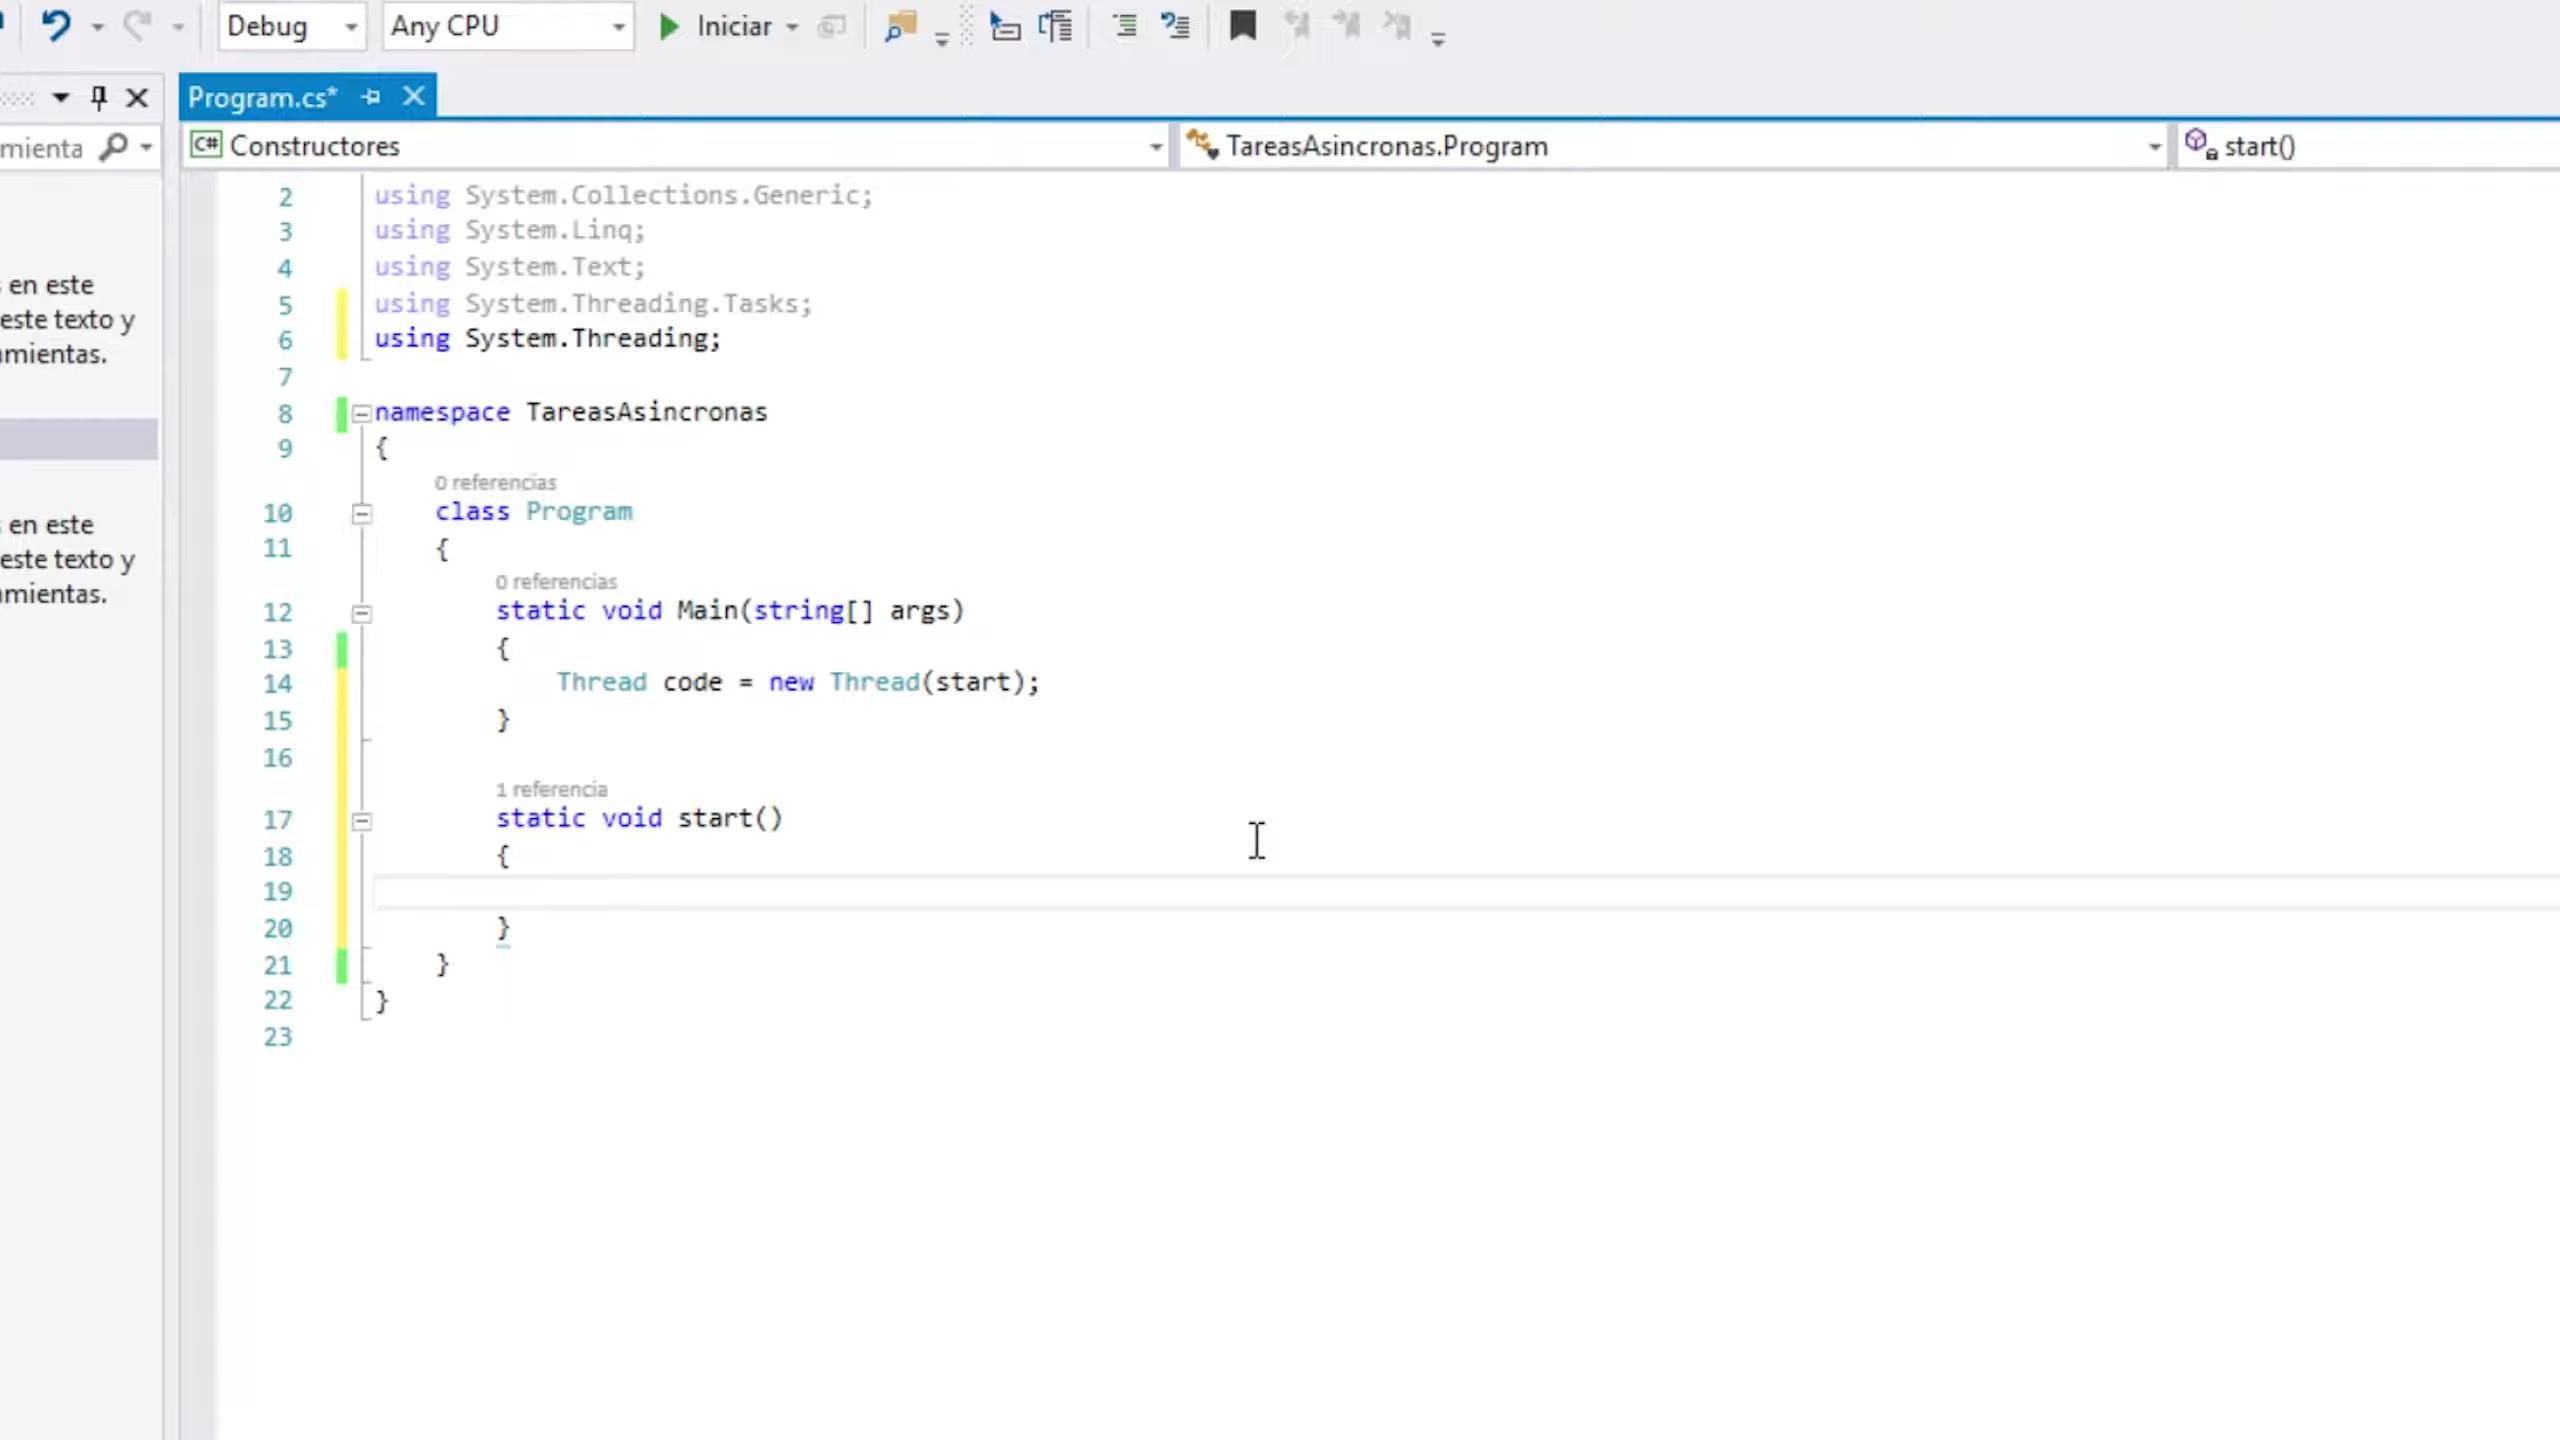 Debug
Any CPU
Iniciar
Program.cs*
mienta
C# Constructores
TareasAsincronas.Program
start()
en este
este texto y
mientas.
en este
este texto y
mientas.
2 using System.Collections.Generic;
3 using System.Linq;
4 using System.Text;
5 using System.Threading.Tasks;
6 using System.Threading;
7
8 namespace TareasAsincronas
9 {
0 referencias
10 class Program
11 {
0 referencias
12 static void Main(string[] args)
13 {
14 Thread code = new Thread(start);
15 }
16
1 referencia
17 static void start()
18 {
19
20 }
21 }
22 }
23